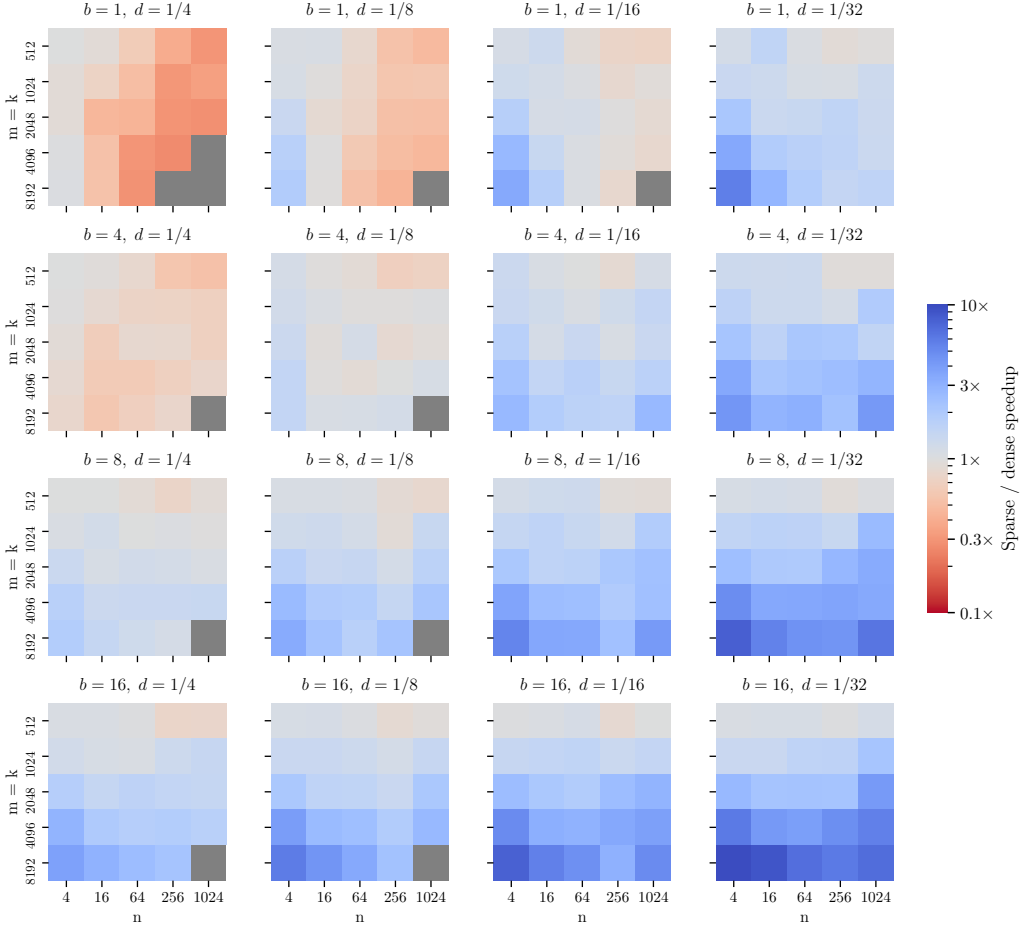 b = 1, d = 1/4
b = 1, d = 1/8
b = 1, d = 1/16
b = 1, d = 1/32
m = k
512
1024
2048
4096
8192
b = 4, d = 1/4
b = 4, d = 1/8
b = 4, d = 1/16
b = 4, d = 1/32
m = k
512
1024
2048
4096
8192
10×
3×
1×
0.3×
0.1×
Sparse / dense speedup
b = 8, d = 1/4
b = 8, d = 1/8
b = 8, d = 1/16
b = 8, d = 1/32
m = k
512
1024
2048
4096
8192
b = 16, d = 1/4
b = 16, d = 1/8
b = 16, d = 1/16
b = 16, d = 1/32
m = k
512
1024
2048
4096
8192
4 16 64 256 1024
4 16 64 256 1024
4 16 64 256 1024
4 16 64 256 1024
n
n
n
n